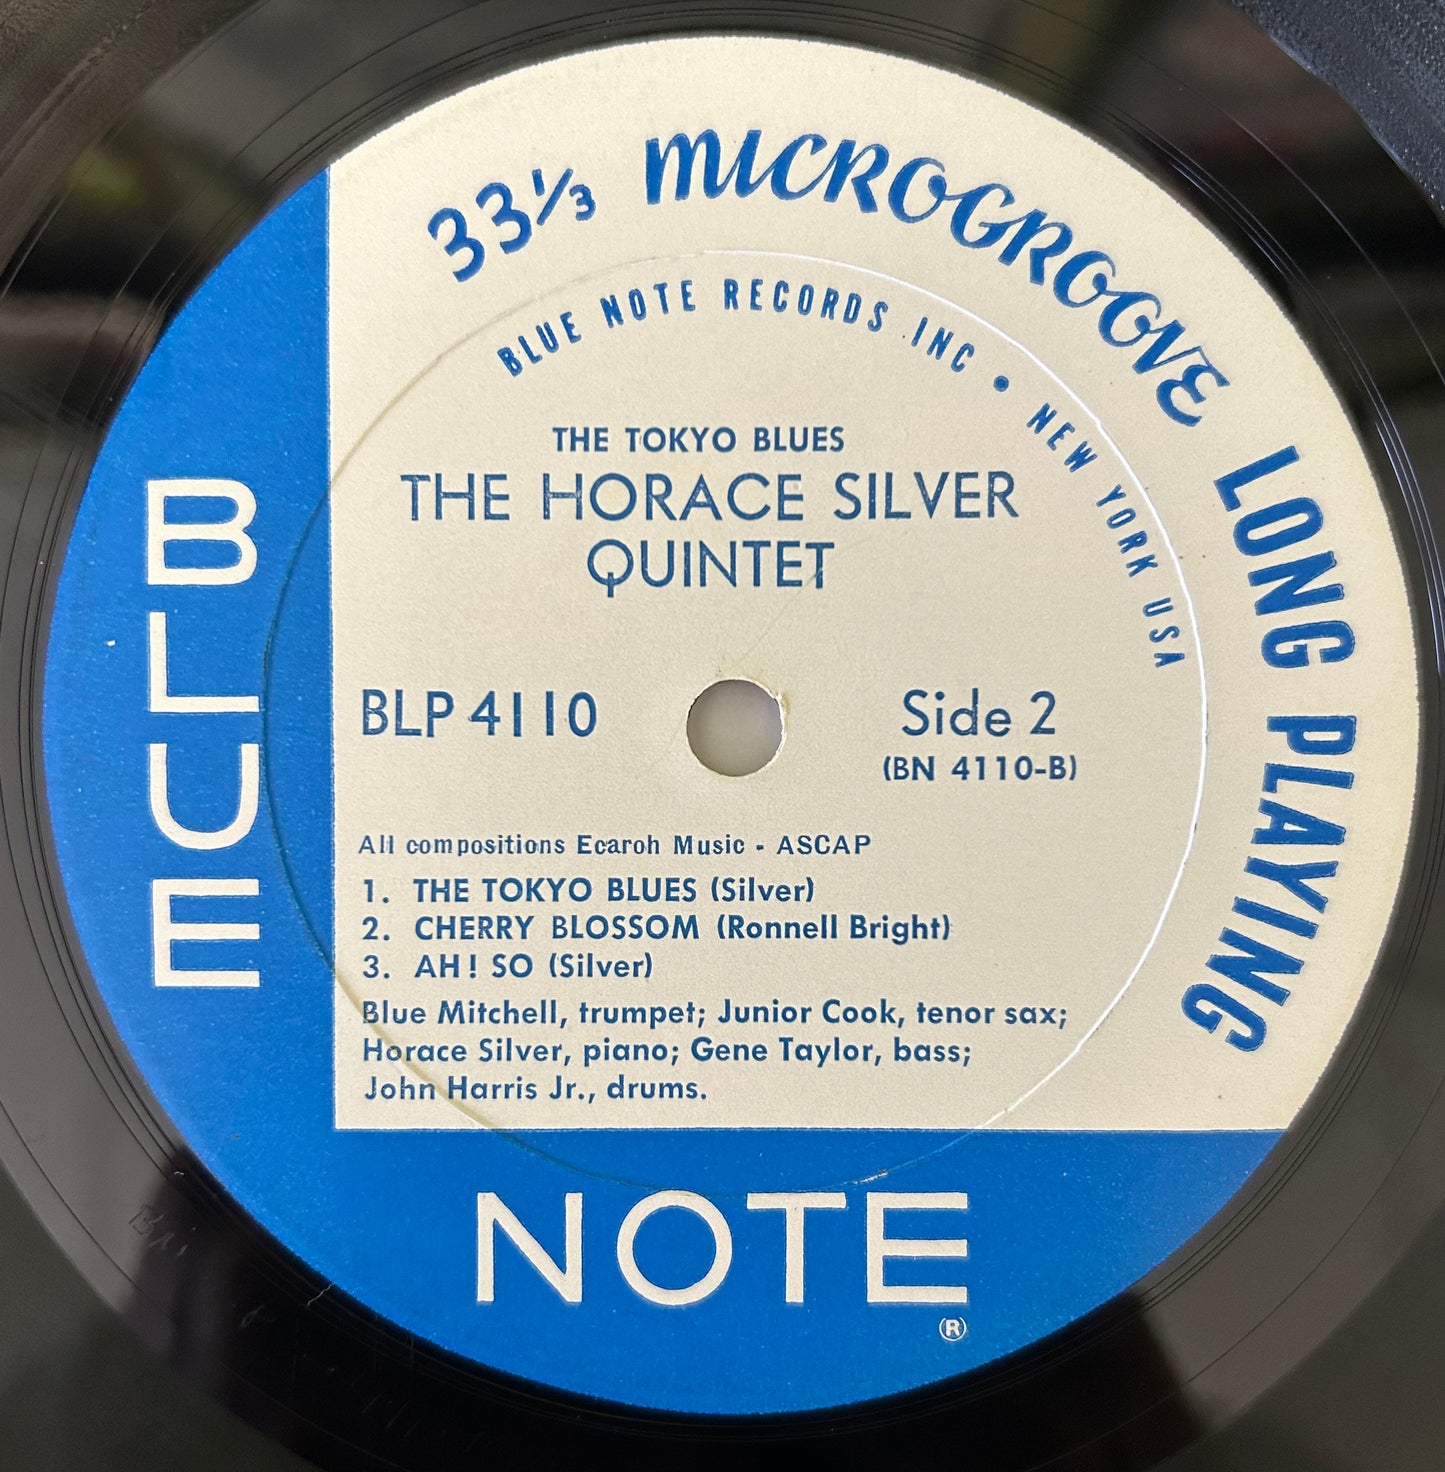 33⅓ MICROGROOVE LONG PLAYING
BLUE NOTE RECORDS INC • NEW YORK USA
THE TOKYO BLUES
THE HORACE SILVER
QUINTET
BLP 4110
Side 2
(BN 4110-B)
All compositions Ecaroh Music - ASCAP
1. THE TOKYO BLUES (Silver)
2. CHERRY BLOSSOM (Ronnell Bright)
3. AH! SO (Silver)
Blue Mitchell, trumpet; Junior Cook, tenor sax;
Horace Silver, piano; Gene Taylor, bass;
John Harris Jr., drums.
BLUE
NOTE
®